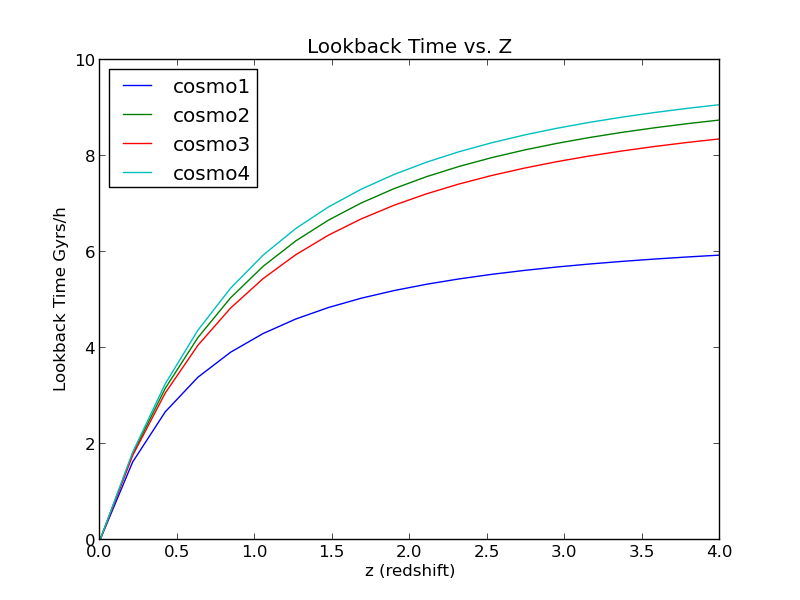 Lookback Time vs. Z
10
8
6
4
2
0
Lookback Time Gyrs/h
cosmo1
cosmo2
cosmo3
cosmo4
0.0 0.5 1.0 1.5 2.0 2.5 3.0 3.5 4.0
z (redshift)